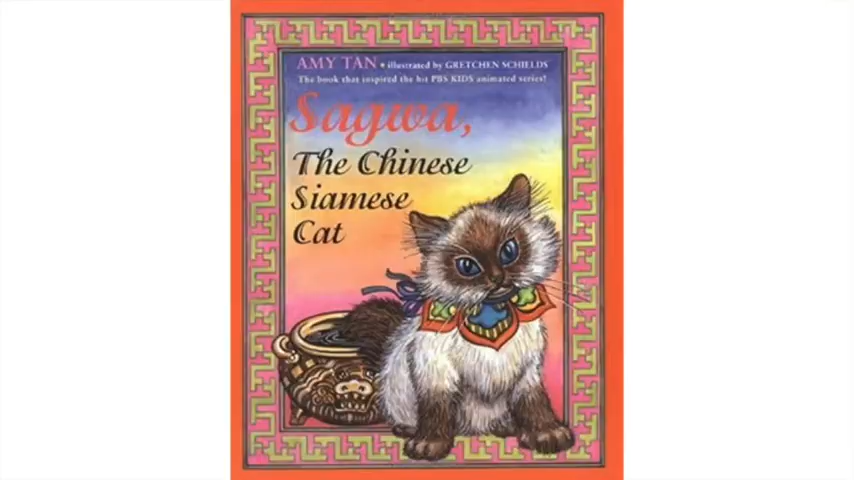 AMY TAN • illustrated by GRETCHEN SCHIELDS
The book that inspired the hit PBS KIDS animated series!
Sagwa,
The Chinese
Siamese
Cat